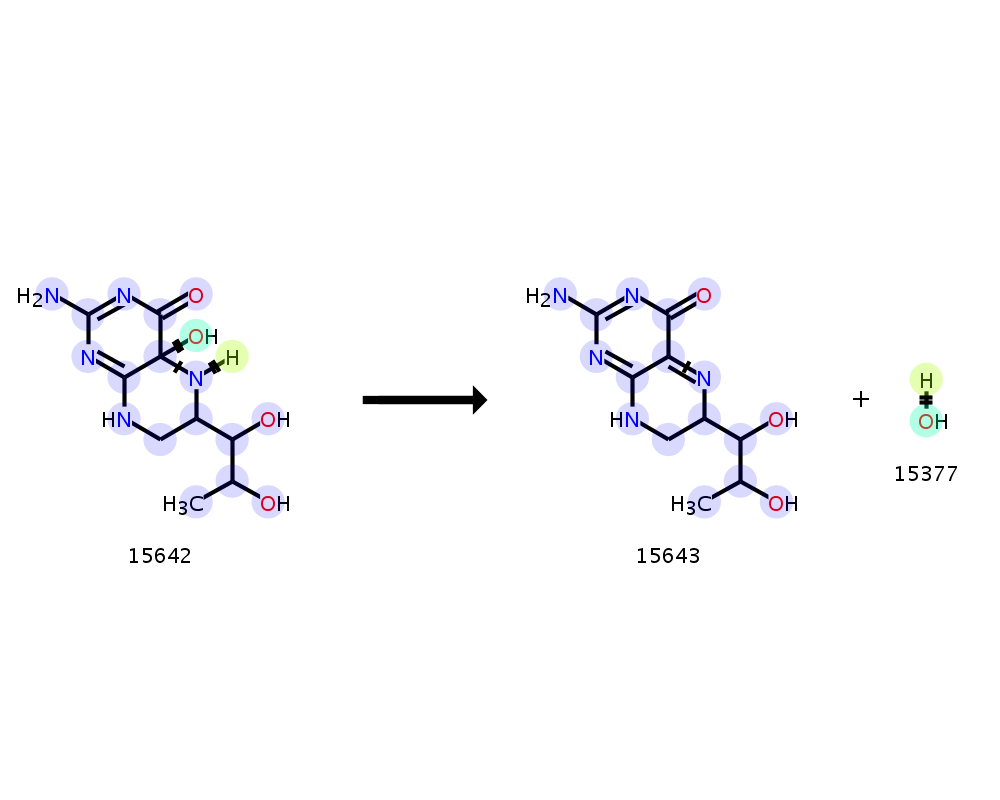 H2N N O
OH
N N H
HN OH
H3C OH
15642
H2N N O
N N
HN OH
H3C OH
15643
+
H
OH
15377